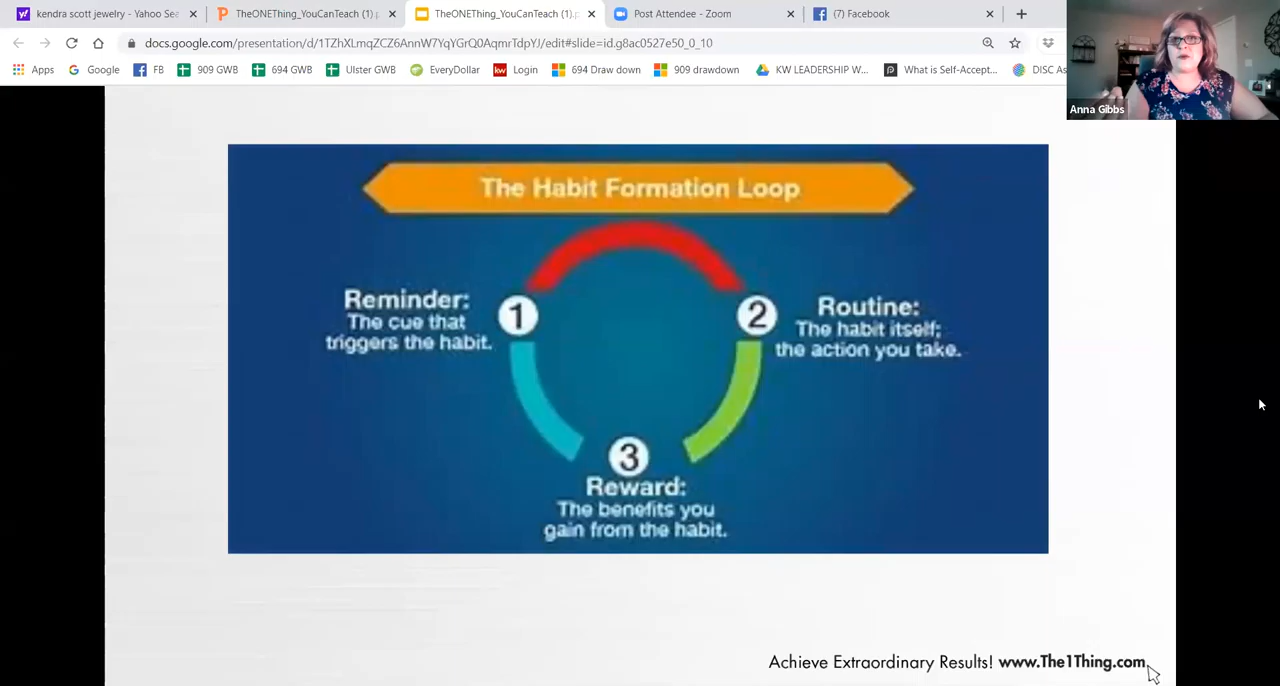 kendra scott jewelry - Yahoo Sea
TheONEThing_YouCanTeach (1).p
TheONEThing_YouCanTeach (1).p
Post Attendee - Zoom
(7) Facebook
docs.google.com/presentation/d/1TZhXLmqZCZ6AnnW7YqYGrQ0AqmrTdpYJ/edit#slide=id.g8ac0527e50_0_10
Apps
Google
FB
909 GWB
694 GWB
Ulster GWB
EveryDollar
kw
Login
694 Draw down
909 drawdown
KW LEADERSHIP W...
What is Self-Accept...
DISC As
Anna Gibbs
The Habit Formation Loop
Reminder:
The cue that
triggers the habit.
1
2
Routine:
The habit itself;
the action you take.
3
Reward:
The benefits you
gain from the habit.
Achieve Extraordinary Results! www.The1Thing.com